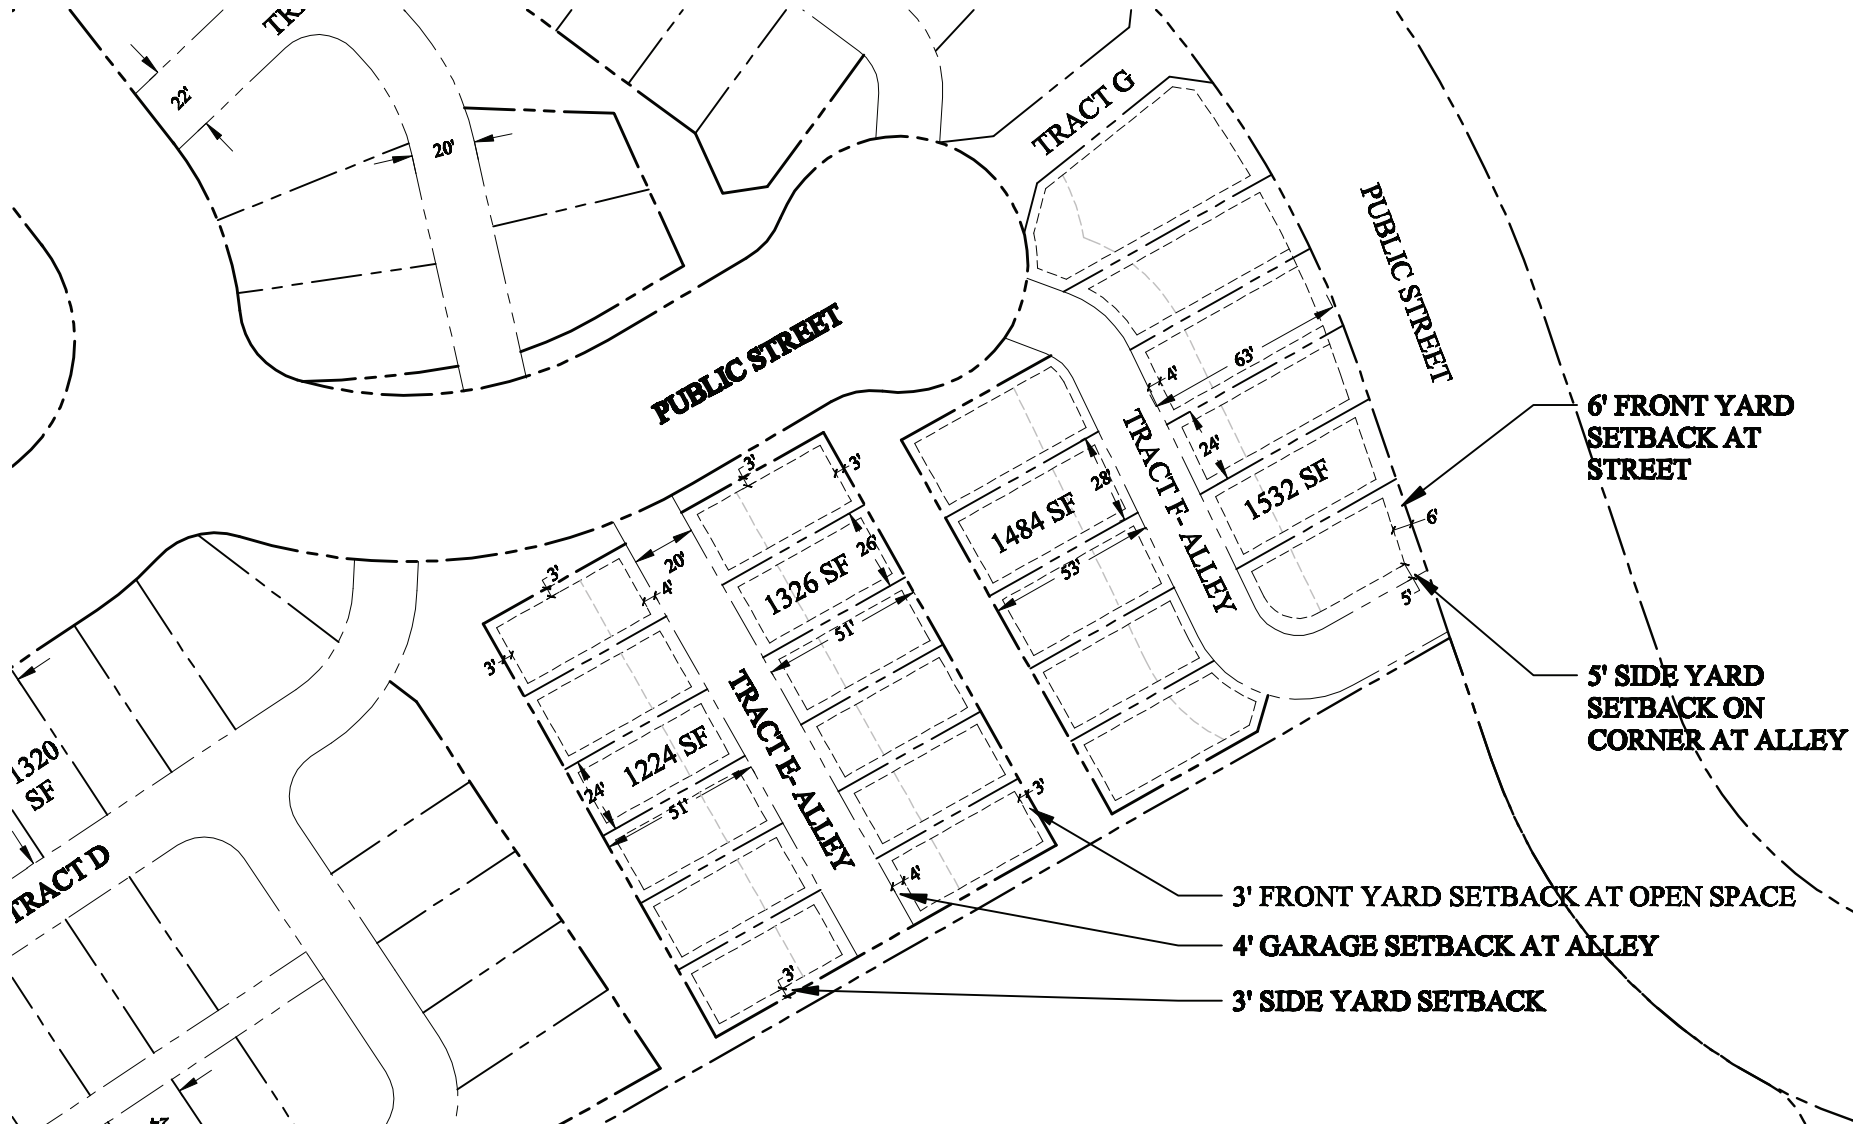 22'
20'
TRACT G
PUBLIC STREET
PUBLIC STREET
63'
4'
24'
3'
3'
6' FRONT YARD
SETBACK AT
STREET
28'
1532 SF
1484 SF
TRACT F- ALLEY
6'
26'
20'
3'
4'
1326 SF
53'
5'
51'
3'
5' SIDE YARD
SETBACK ON
CORNER AT ALLEY
TRACT E- ALLEY
1224 SF
1320
SF
24'
51'
3'
TRACT D
4'
3' FRONT YARD SETBACK AT OPEN SPACE
4' GARAGE SETBACK AT ALLEY
3'
3' SIDE YARD SETBACK